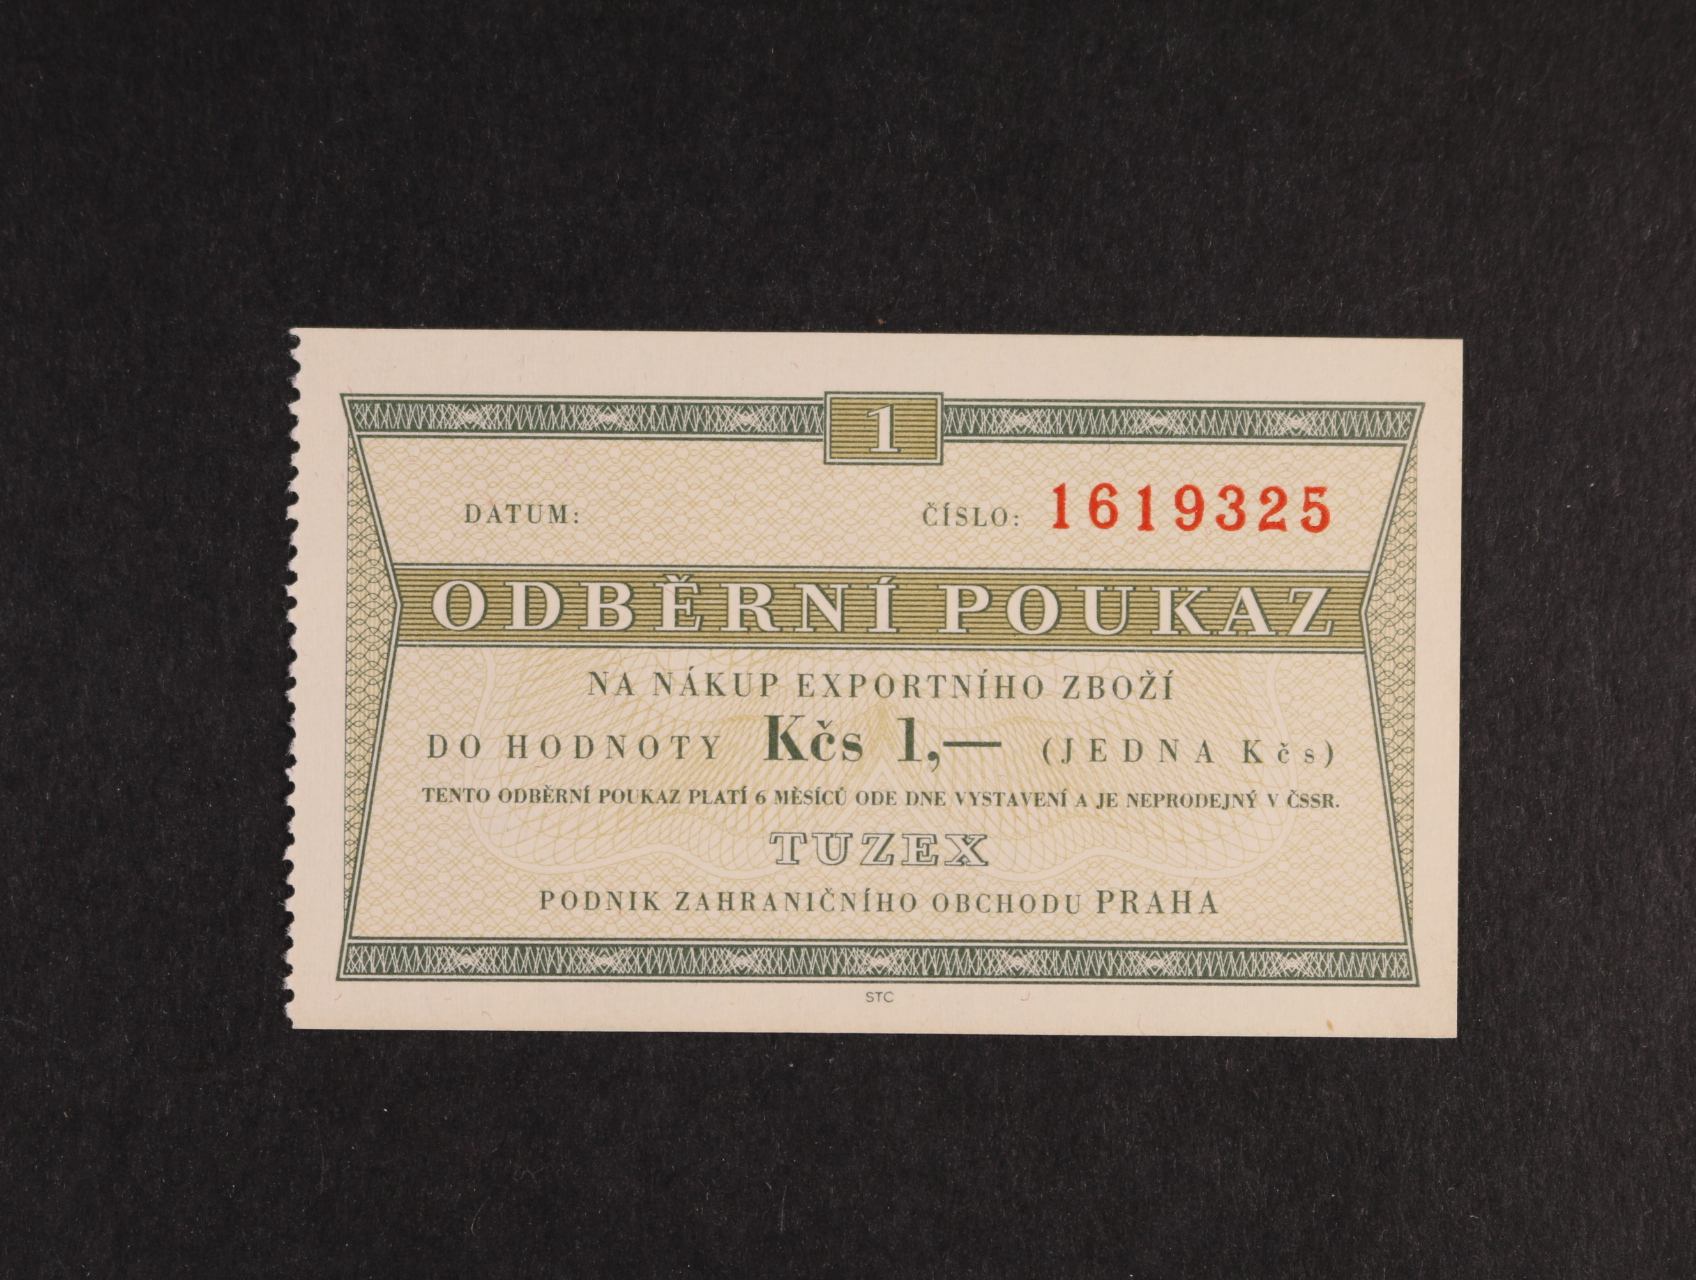 1
DATUM: ČÍSLO: 1619325
ODBĚRNÍ POUKAZ
NA NÁKUP EXPORTNÍHO ZBOŽÍ
DO HODNOTY Kčs 1,— (JEDNA Kčs)
TENTO ODBĚRNÍ POUKAZ PLATÍ 6 MĚSÍCŮ ODE DNE VYSTAVENÍ A JE NEPRODEJNÝ V ČSSR.
TUZEX
PODNIK ZAHRANIČNÍHO OBCHODU PRAHA
STC